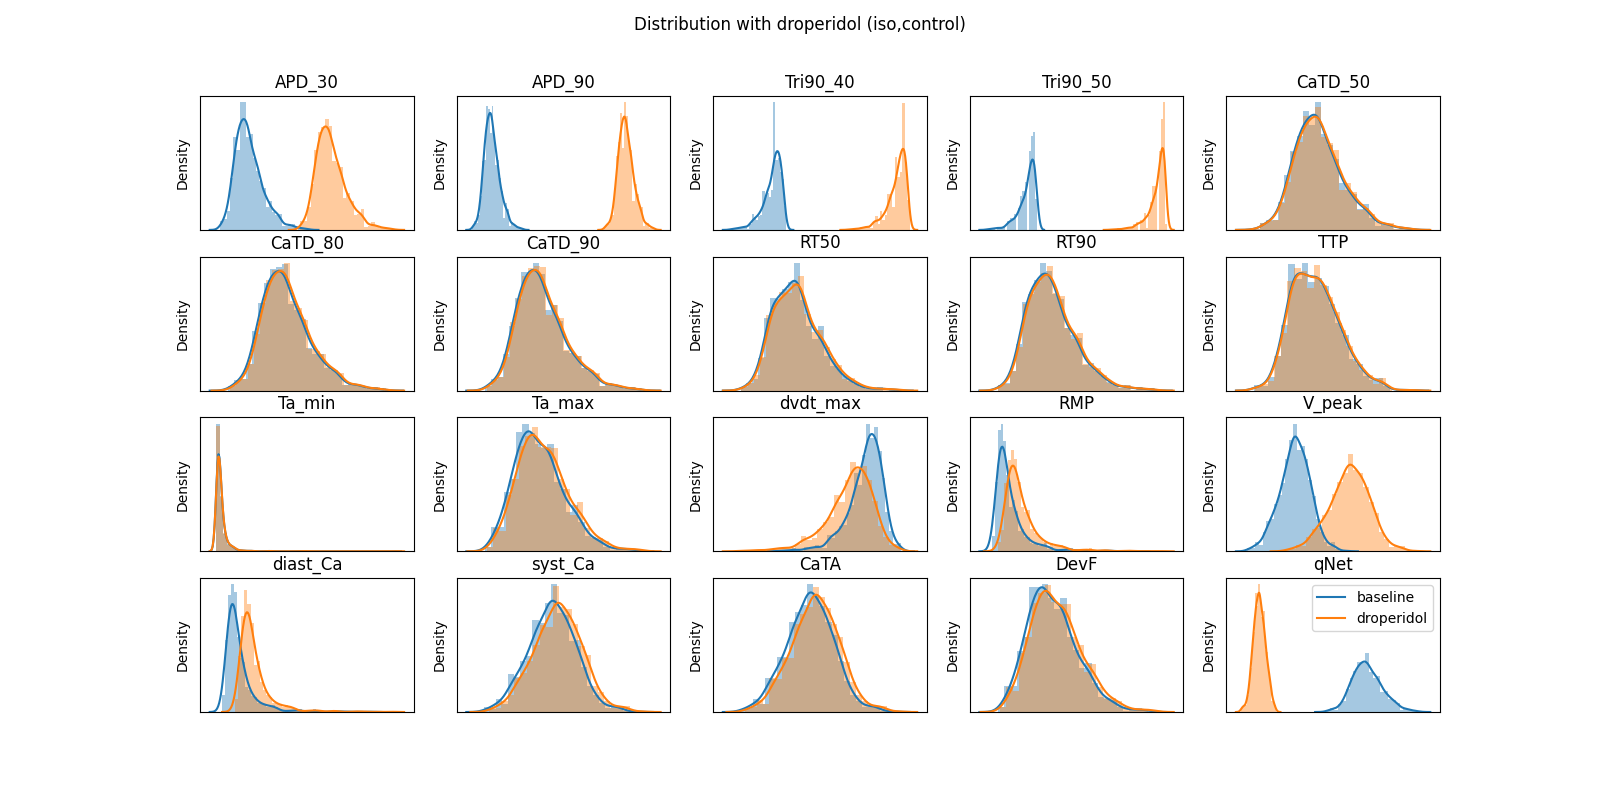 Distribution with droperidol (iso,control)
APD_30
APD_90
Tri90_40
Tri90_50
CaTD_50
Density
Density
Density
Density
Density
CaTD_80
CaTD_90
RT50
RT90
TTP
Density
Density
Density
Density
Density
Ta_min
Ta_max
dvdt_max
RMP
V_peak
Density
Density
Density
Density
Density
diast_Ca
syst_Ca
CaTA
DevF
qNet
Density
Density
Density
Density
Density
baseline
droperidol